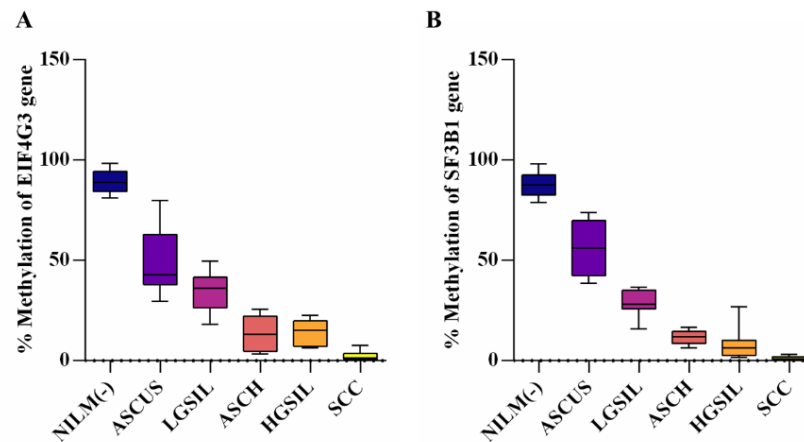 A
% Methylation of EIF4G3 gene
150
100
50
0
NILM(-)
ASCUS
LGSIL
ASCH
HGSIL
SCC
B
% Methylation of SF3B1 gene
150
100
50
0
NILM(-)
ASCUS
LGSIL
ASCH
HGSIL
SCC